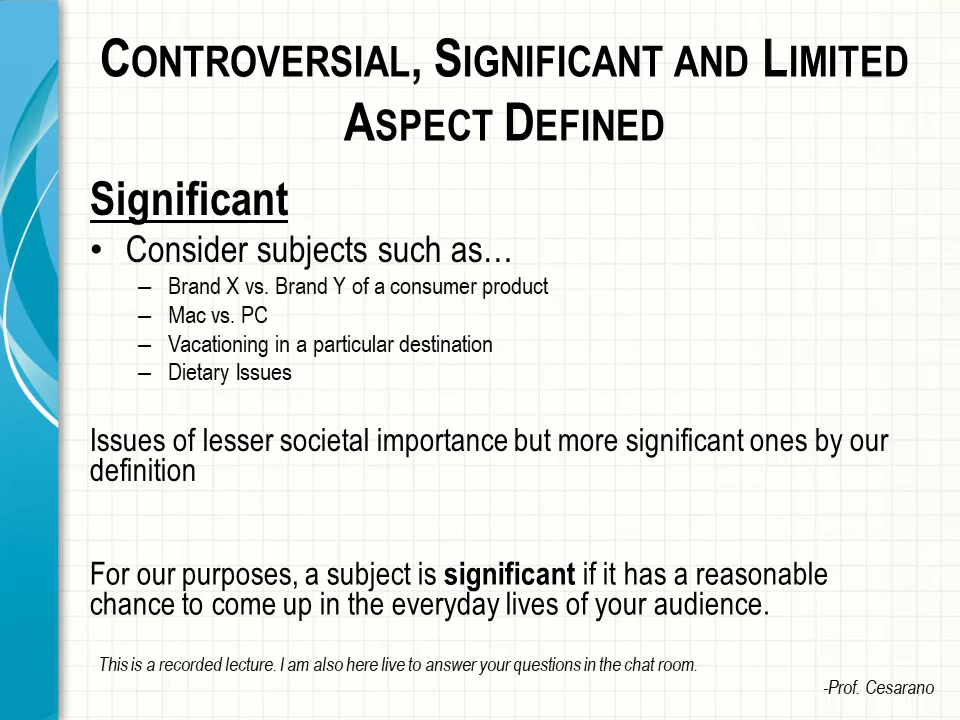 Controversial, Significant and Limited
Aspect Defined
Significant
• Consider subjects such as…
– Brand X vs. Brand Y of a consumer product
– Mac vs. PC
– Vacationing in a particular destination
– Dietary Issues
Issues of lesser societal importance but more significant ones by our
definition
For our purposes, a subject is significant if it has a reasonable
chance to come up in the everyday lives of your audience.
This is a recorded lecture. I am also here live to answer your questions in the chat room.
-Prof. Cesarano